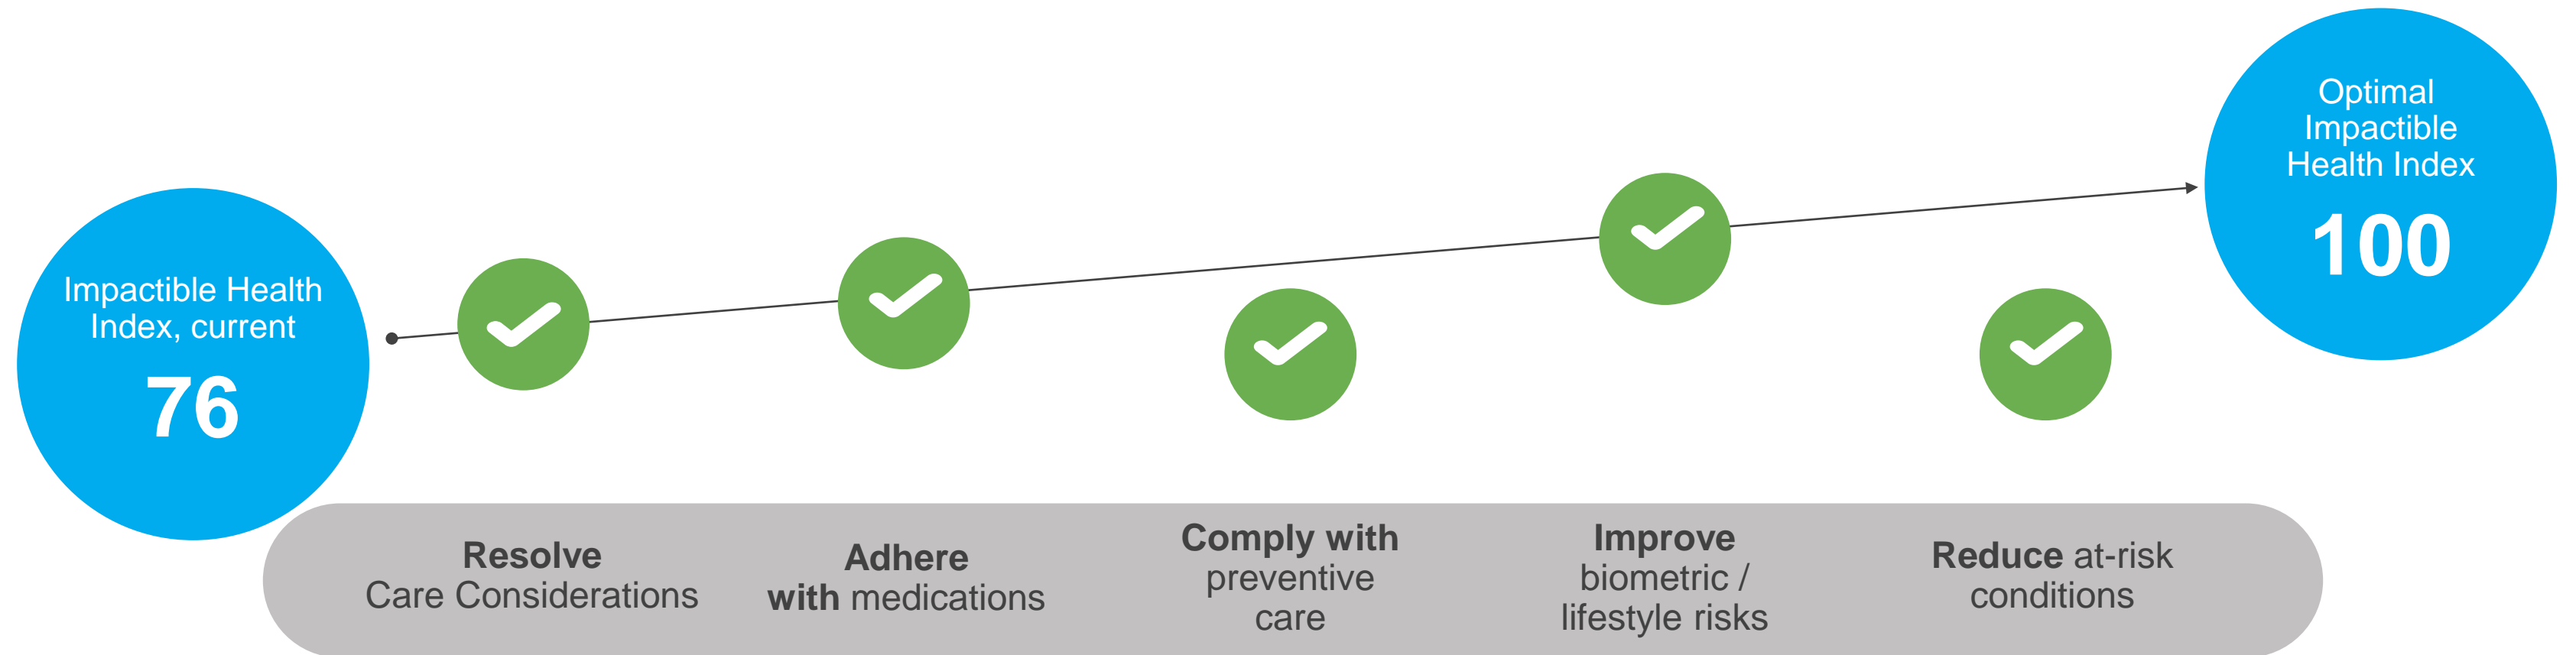 Impactible Health
Index, current
76
Optimal
Impactible
Health Index
100
Resolve
Care Considerations
Adhere
with medications
Comply with
preventive
care
Improve
biometric /
lifestyle risks
Reduce at-risk
conditions